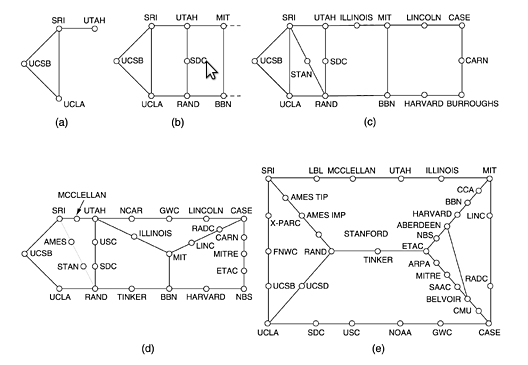 SRI UTAH
UCSB
UCLA
(a)
SRI UTAH MIT
UCSB SDC
UCLA RAND BBN
(b)
SRI UTAH ILLINOIS MIT LINCOLN CASE
UCSB STAN SDC CARN
UCLA RAND BBN HARVARD BURROUGHS
(c)
MCCLELLAN
SRI UTAH NCAR GWC LINCOLN CASE
RADC
ILLINOIS CARN
AMES USC LINC
UCSB MIT MITRE
STAN SDC ETAC
UCLA RAND TINKER BBN HARVARD NBS
(d)
SRI LBL MCCLELLAN UTAH ILLINOIS MIT
CCA
AMES TIP BBN
X-PARC AMES IMP HARVARD LINC
ABERDEEN
STANFORD NBS
FNWC RAND ETAC
TINKER ARPA
UCSB UCSD MITRE RADC
SAAC
BELVOIR
CMU
UCLA SDC USC NOAA GWC CASE
(e)